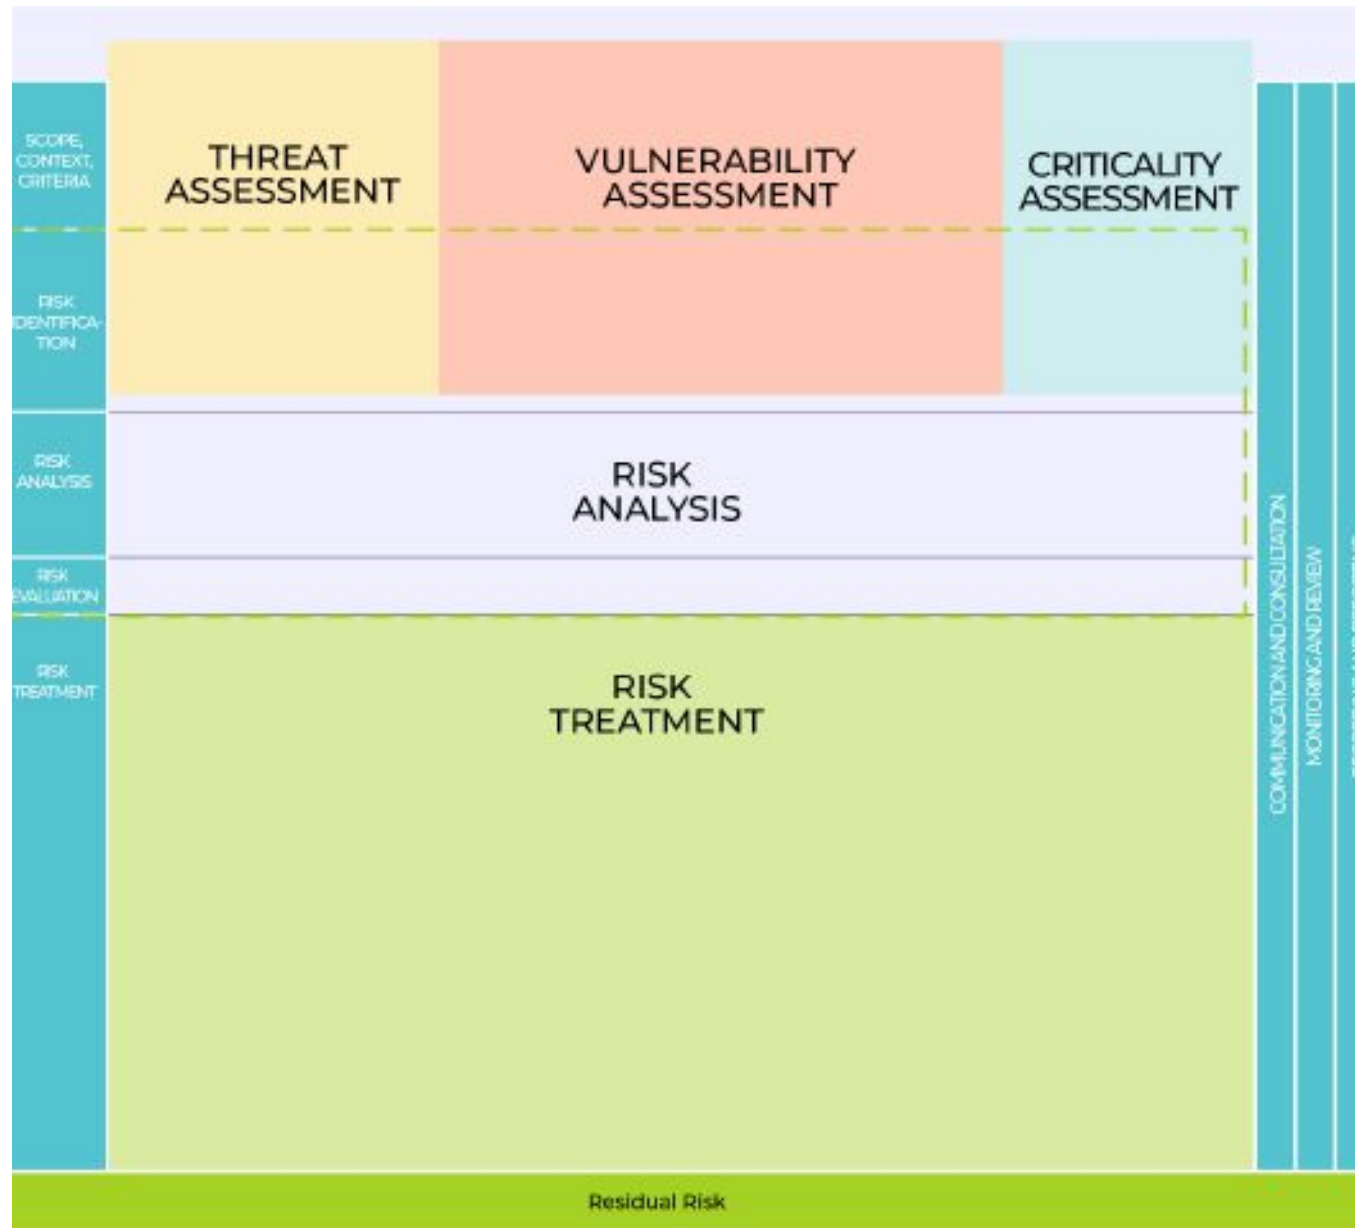 SCOPE,
CONTEXT,
CRITERIA
THREAT
ASSESSMENT
VULNERABILITY
ASSESSMENT
CRITICALITY
ASSESSMENT
RISK
IDENTIFICA-
TION
RISK
ANALYSIS
RISK
ANALYSIS
RISK
EVALUATION
RISK
TREATMENT
RISK
TREATMENT
COMMUNICATION AND CONSULTATION
MONITORING AND REVIEW
Residual Risk